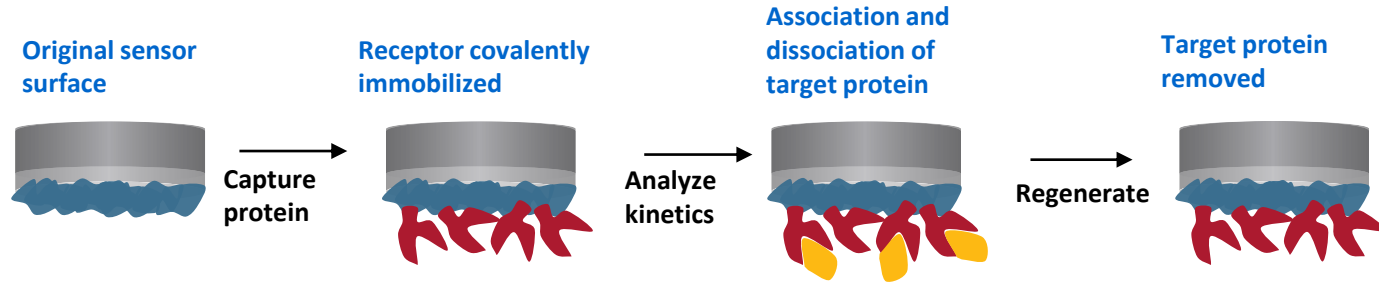 Original sensor
surface
Capture
protein
Receptor covalently
immobilized
Analyze
kinetics
Association and
dissociation of
target protein
Regenerate
Target protein
removed